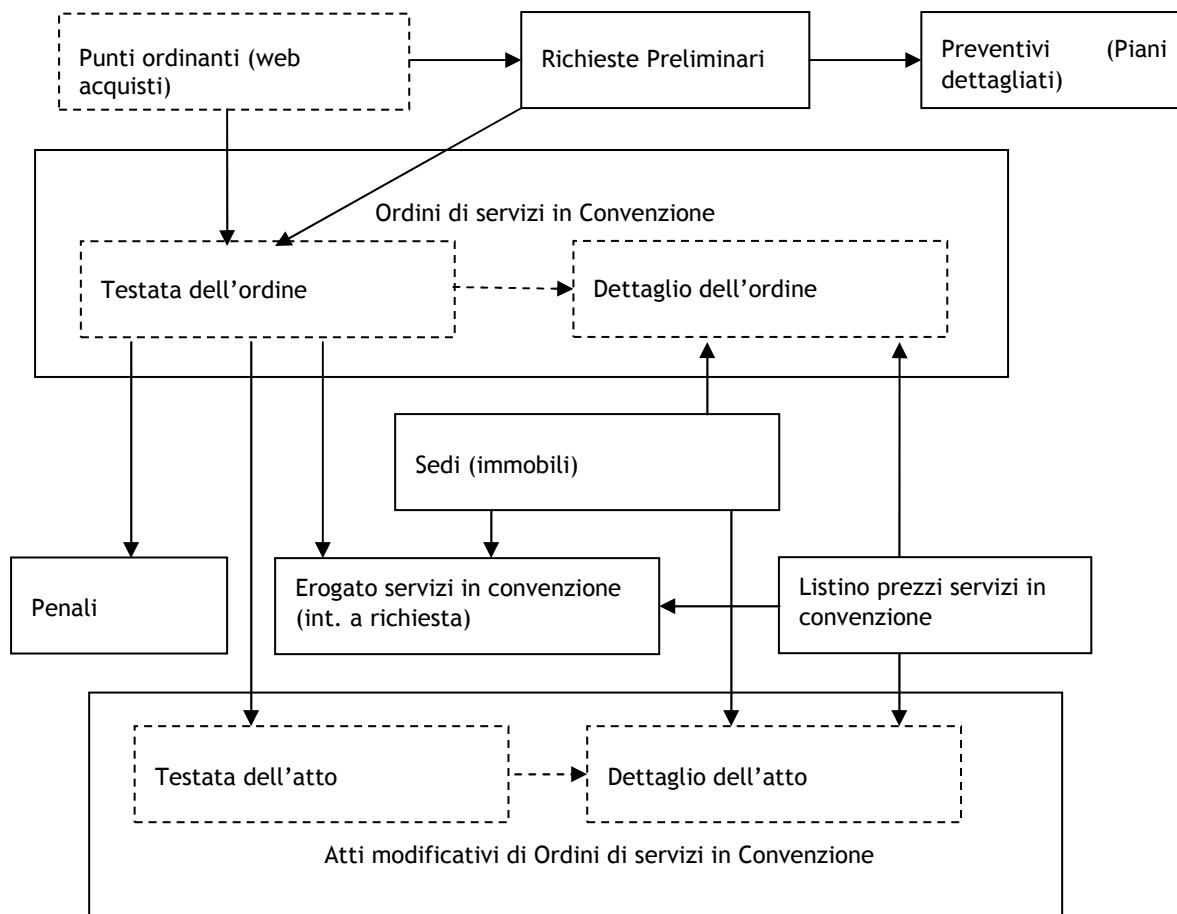 Punti ordinanti (web
acquisti)
Richieste Preliminari
Preventivi (Piani
dettagliati)
Ordini di servizi in Convenzione
Testata dell’ordine
Dettaglio dell’ordine
Sedi (immobili)
Penali
Erogato servizi in convenzione
(int. a richiesta)
Listino prezzi servizi in
convenzione
Testata dell’atto
Dettaglio dell’atto
Atti modificativi di Ordini di servizi in Convenzione